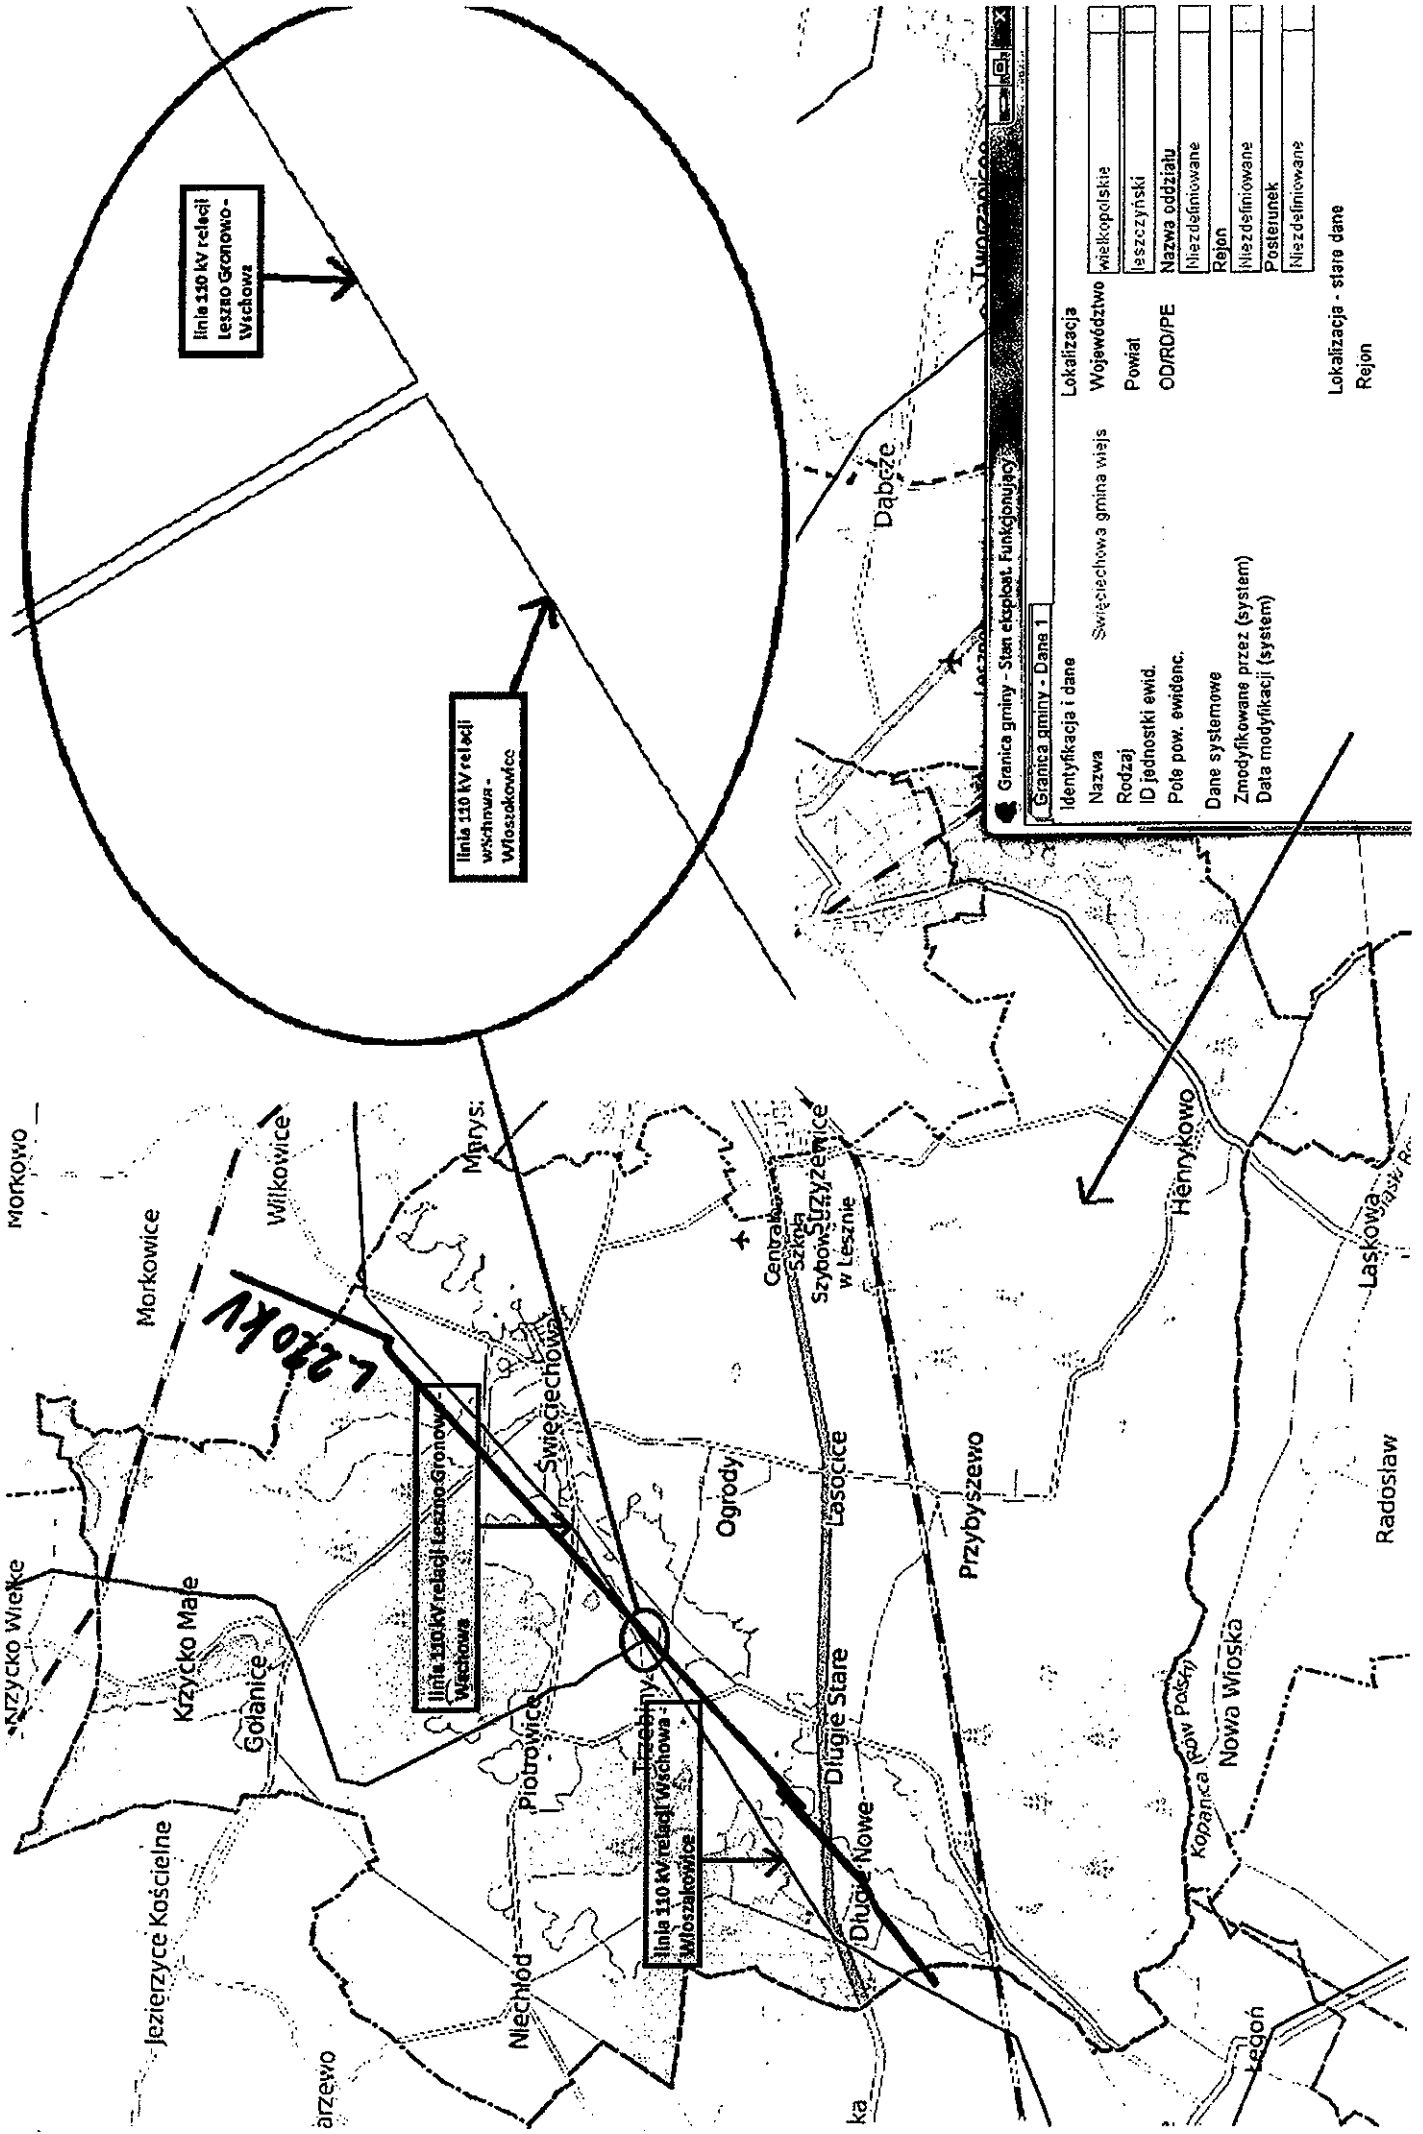 linia 110 kV relacji
Leszno Gronowo -
Wschowa
linia 110 kV relacji
wschowa -
Włoszakowice
Morkowo
Morkowice
Wilkowice
L 220 kV
linia 110 kV relacji Leszno Gronowo -
Wschowa
Święciechowa
Krzycko Wielkie
Krzycko Małe
Gołanice
Jezierzyce Kościelne
Piotrowice
Trzebiny
linia 110 kV relacji Wschowa -
Włoszakowice
Niechłód
arzewo
Ogrody
Centralna
Szkoła
Szybow
w Lesznie
Strzyżewice
Lasocice
Długie Stare
Długie Nowe
ka
Przybyszewo
Henrykowo
Kopanica (Rów Polski)
Nowa Wioska
Laskowa
Radosław
Łęgoń
Dąbcze
Tworzanice
Granica gminy - Stan eksploat. Funkcjonujący
Granica gminy - Dane 1
Identyfikacja i dane
Nazwa Święciechowa gmina wiejs
Rodzaj
ID jednostki ewid.
Pole pow. ewidenc.
Dane systemowe
Zmodyfikowane przez (system)
Data modyfikacji (system)
Lokalizacja
Województwo wielkopolskie
Powiat leszczyński
OD/RD/PE Nazwa oddziału
Niezdefiniowane
Rejon
Niezdefiniowane
Posterunek
Niezdefiniowane
Lokalizacja - stare dane
Rejon